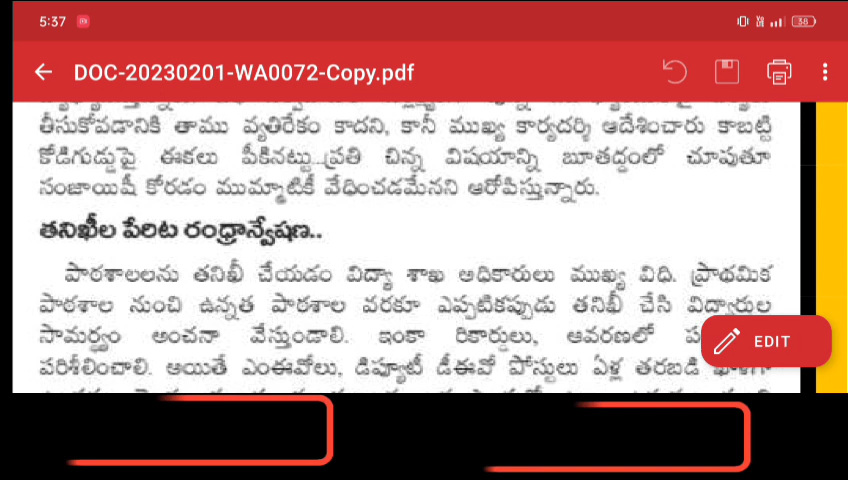 5:37
38
DOC-20230201-WA0072-Copy.pdf
తీసుకోవడానికి తాము వ్యతిరేకం కాదని, కానీ ముఖ్య కార్యదర్శి ఆదేశించారు కాబట్టి
కోడిగుడ్డుపై ఈకలు పీకినట్టు..ప్రతి చిన్న విషయాన్ని బూతద్దంలో చూపుతూ
సంజాయిషీ కోరడం ముమ్మాటికీ వేధించడమేనని ఆరోపిస్తున్నారు.
తనిఖీల పేరిట రంధ్రాన్వేషణ..
పాఠశాలలను తనిఖీ చేయడం విద్యా శాఖ అధికారులు ముఖ్య విధి. ప్రాథమిక
పాఠశాల నుంచి ఉన్నత పాఠశాల వరకూ ఎప్పటికప్పుడు తనిఖీ చేసి విద్యార్థుల
సామర్థ్యం అంచనా వేస్తుండాలి. ఇంకా రికార్డులు, ఆవరణలో
EDIT
పరిశీలించాలి. అయితే ఎంఈవోలు, డిప్యూటీ డీఈవో పోస్టులు ఏళ్ల తరబడి